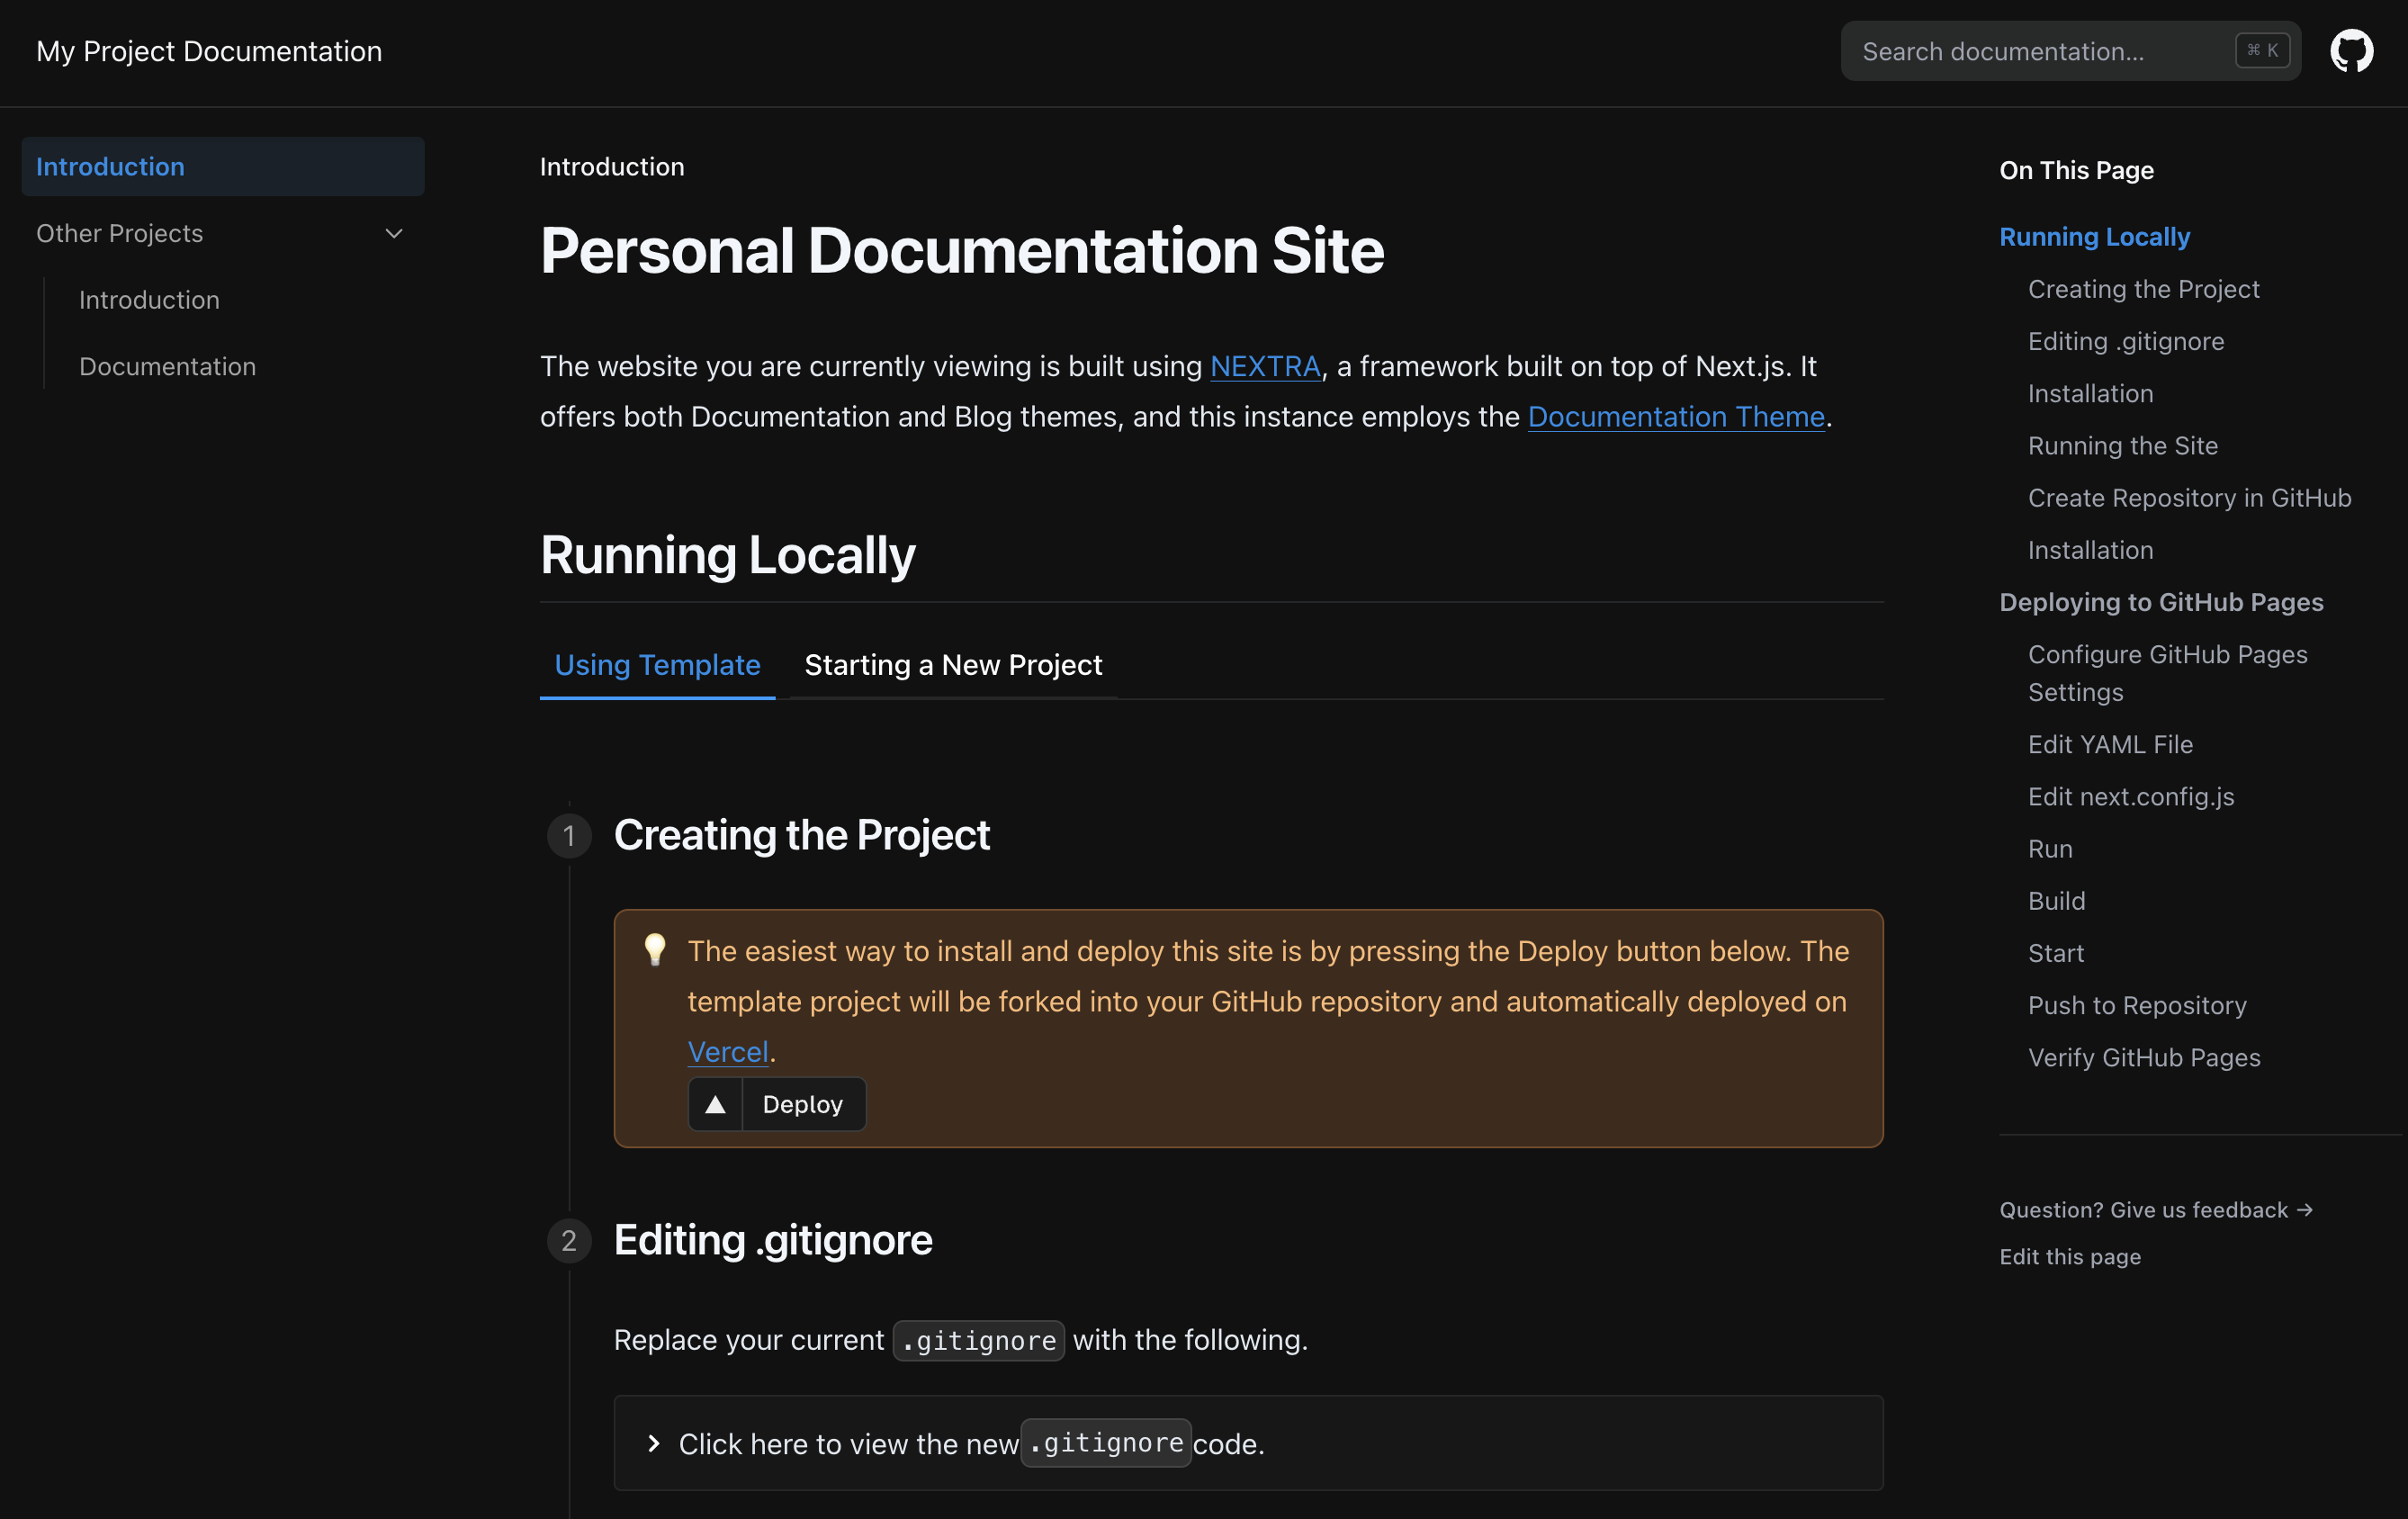 My Project Documentation
Search documentation...
⌘ K
Introduction
Other Projects
Introduction
Documentation
Introduction
Personal Documentation Site
The website you are currently viewing is built using NEXTRA, a framework built on top of Next.js. It
offers both Documentation and Blog themes, and this instance employs the Documentation Theme.
Running Locally
Using Template
Starting a New Project
1
Creating the Project
The easiest way to install and deploy this site is by pressing the Deploy button below. The
template project will be forked into your GitHub repository and automatically deployed on
Vercel.
Deploy
2
Editing .gitignore
Replace your current .gitignore with the following.
Click here to view the new .gitignore code.
On This Page
Running Locally
Creating the Project
Editing .gitignore
Installation
Running the Site
Create Repository in GitHub
Installation
Deploying to GitHub Pages
Configure GitHub Pages
Settings
Edit YAML File
Edit next.config.js
Run
Build
Start
Push to Repository
Verify GitHub Pages
Question? Give us feedback →
Edit this page